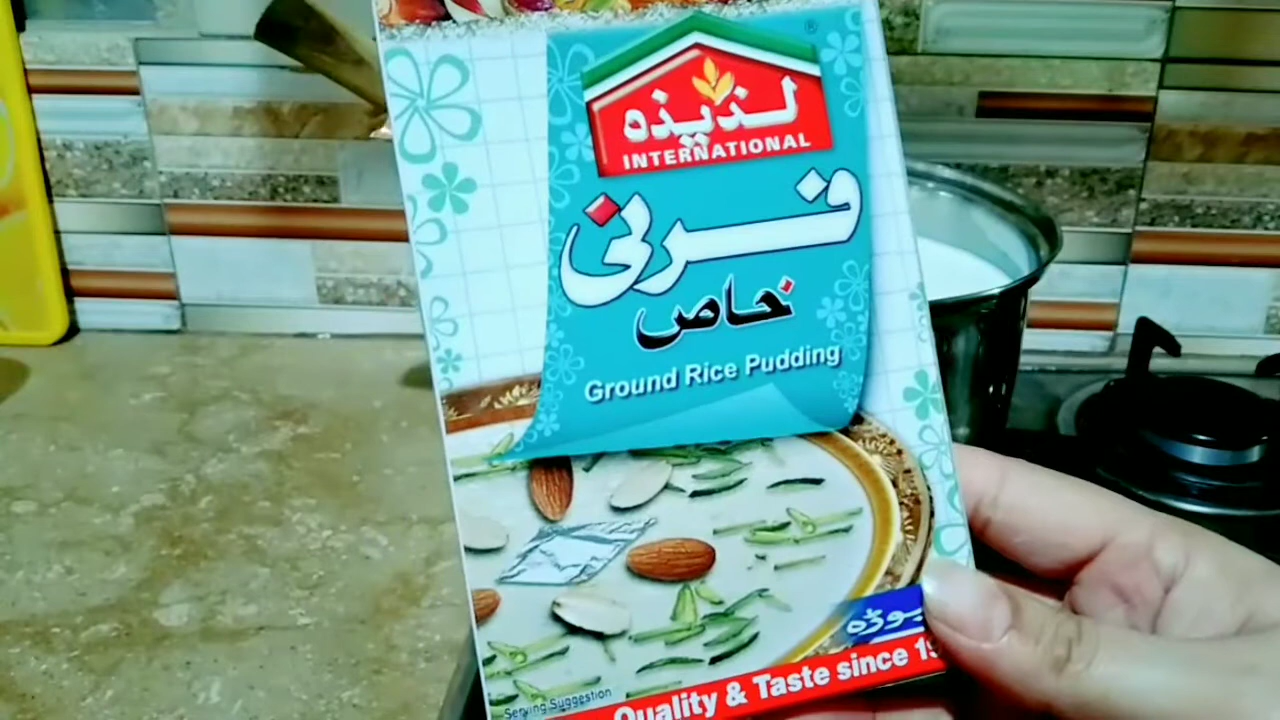 لذیذہ
INTERNATIONAL
®
فرنی
خاص
Ground Rice Pudding
Serving Suggestion
Quality & Taste since